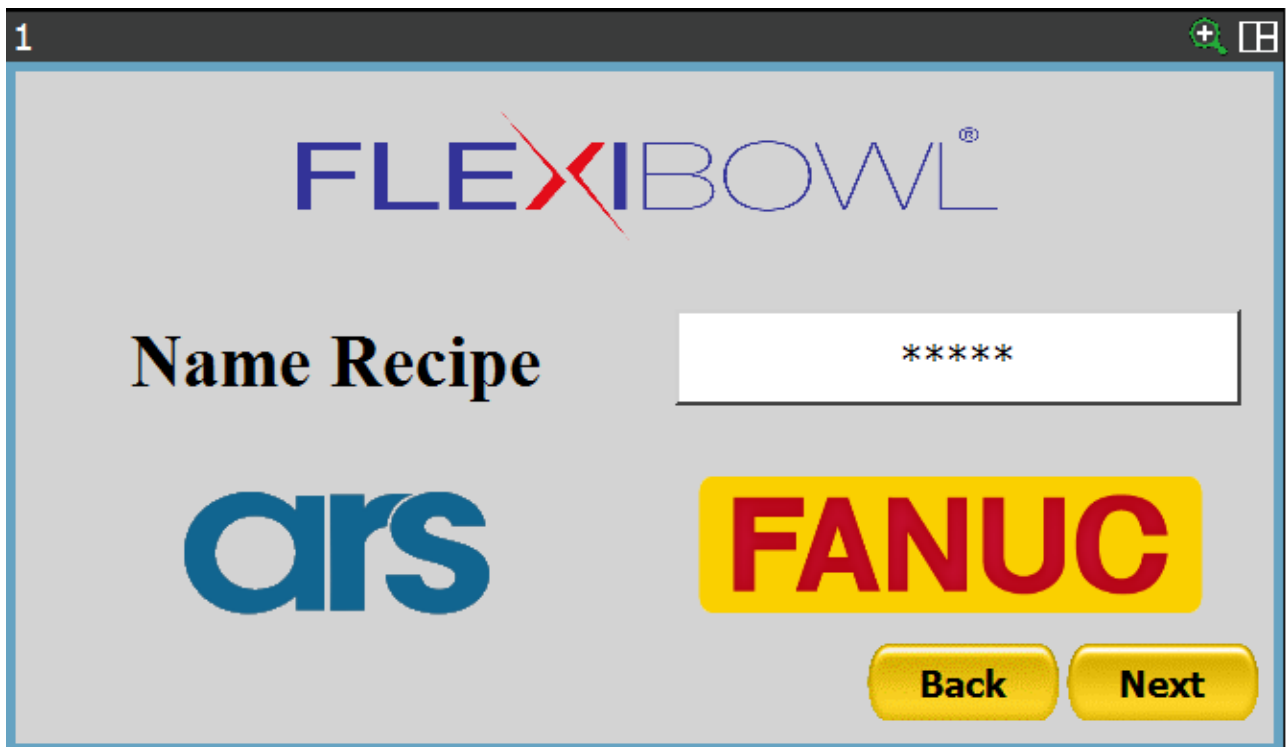 1
FLEXIBOWL®
Name Recipe
*****
ars
FANUC
Back
Next